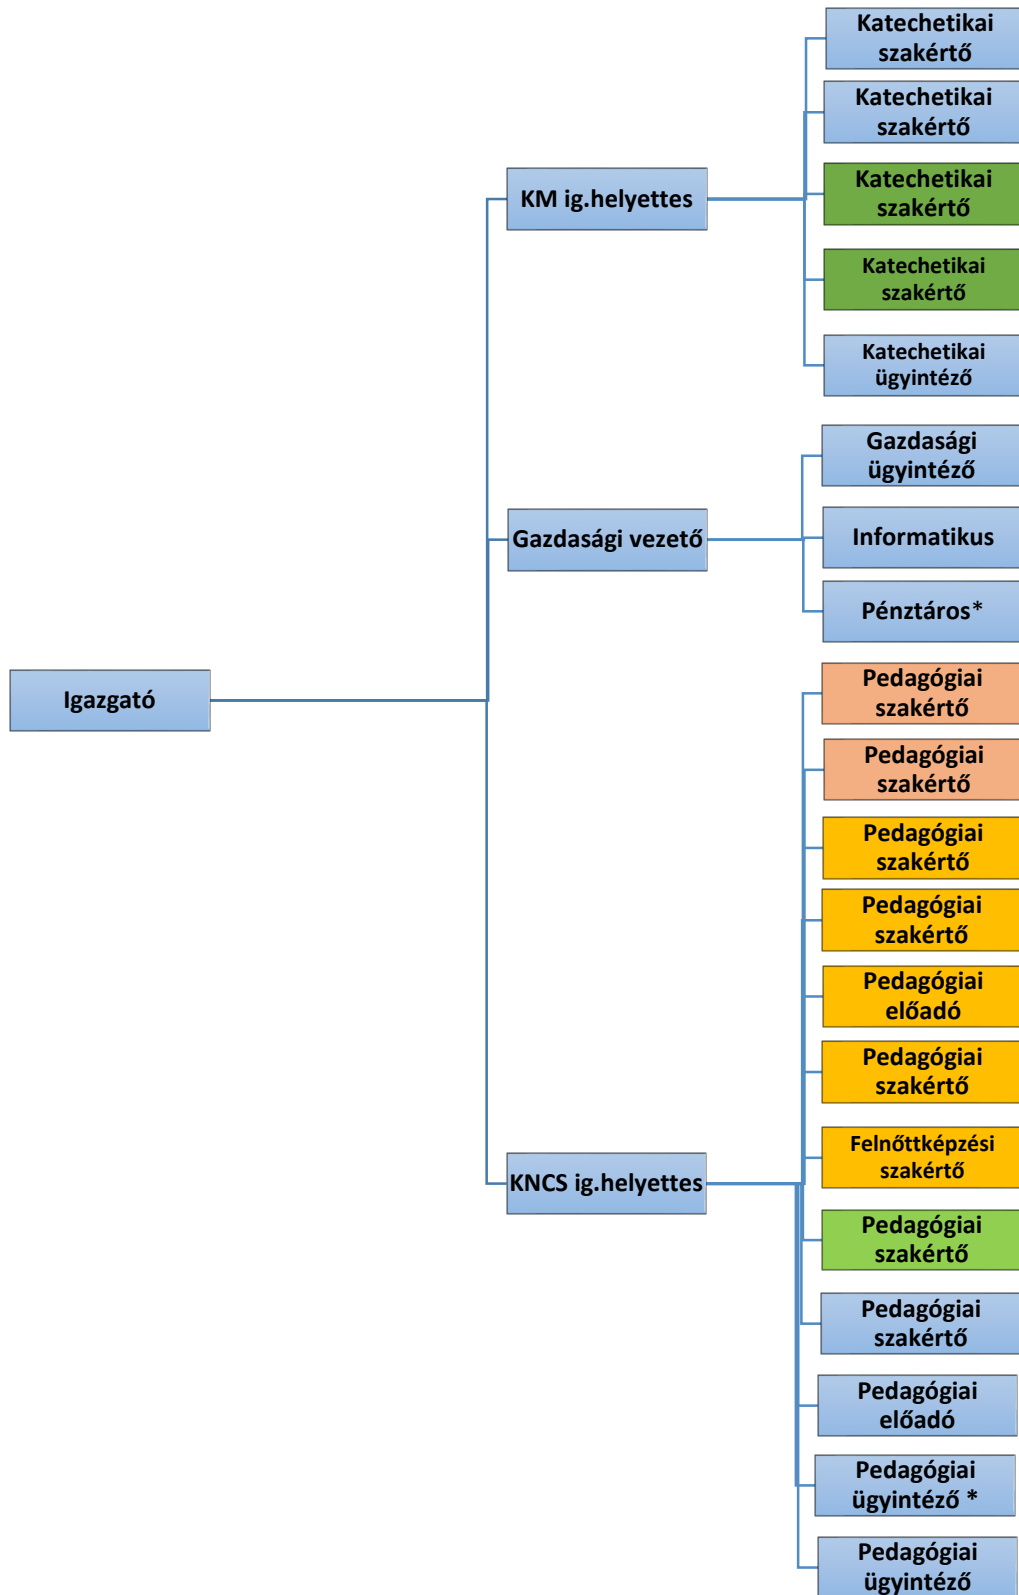 Katechetikai
szakértő
Katechetikai
szakértő
Katechetikai
szakértő
Katechetikai
szakértő
Katechetikai
ügyintéző
KM ig.helyettes
Gazdasági
ügyintéző
Informatikus
Pénztáros*
Gazdasági vezető
Igazgató
Pedagógiai
szakértő
Pedagógiai
szakértő
Pedagógiai
szakértő
Pedagógiai
szakértő
Pedagógiai
előadó
Pedagógiai
szakértő
Felnőttképzési
szakértő
KNCS ig.helyettes
Pedagógiai
szakértő
Pedagógiai
szakértő
Pedagógiai
előadó
Pedagógiai
ügyintéző *
Pedagógiai
ügyintéző